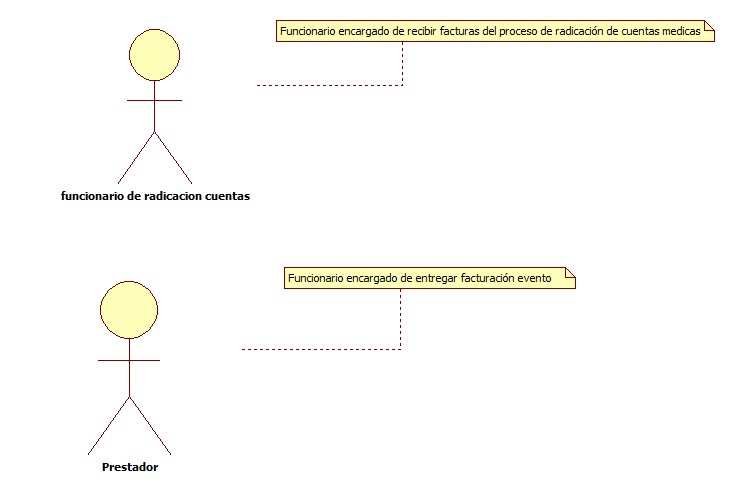 Funcionario encargado de recibir facturas del proceso de radicación de cuentas medicas
funcionario de radicacion cuentas
Funcionario encargado de entregar facturación evento
Prestador